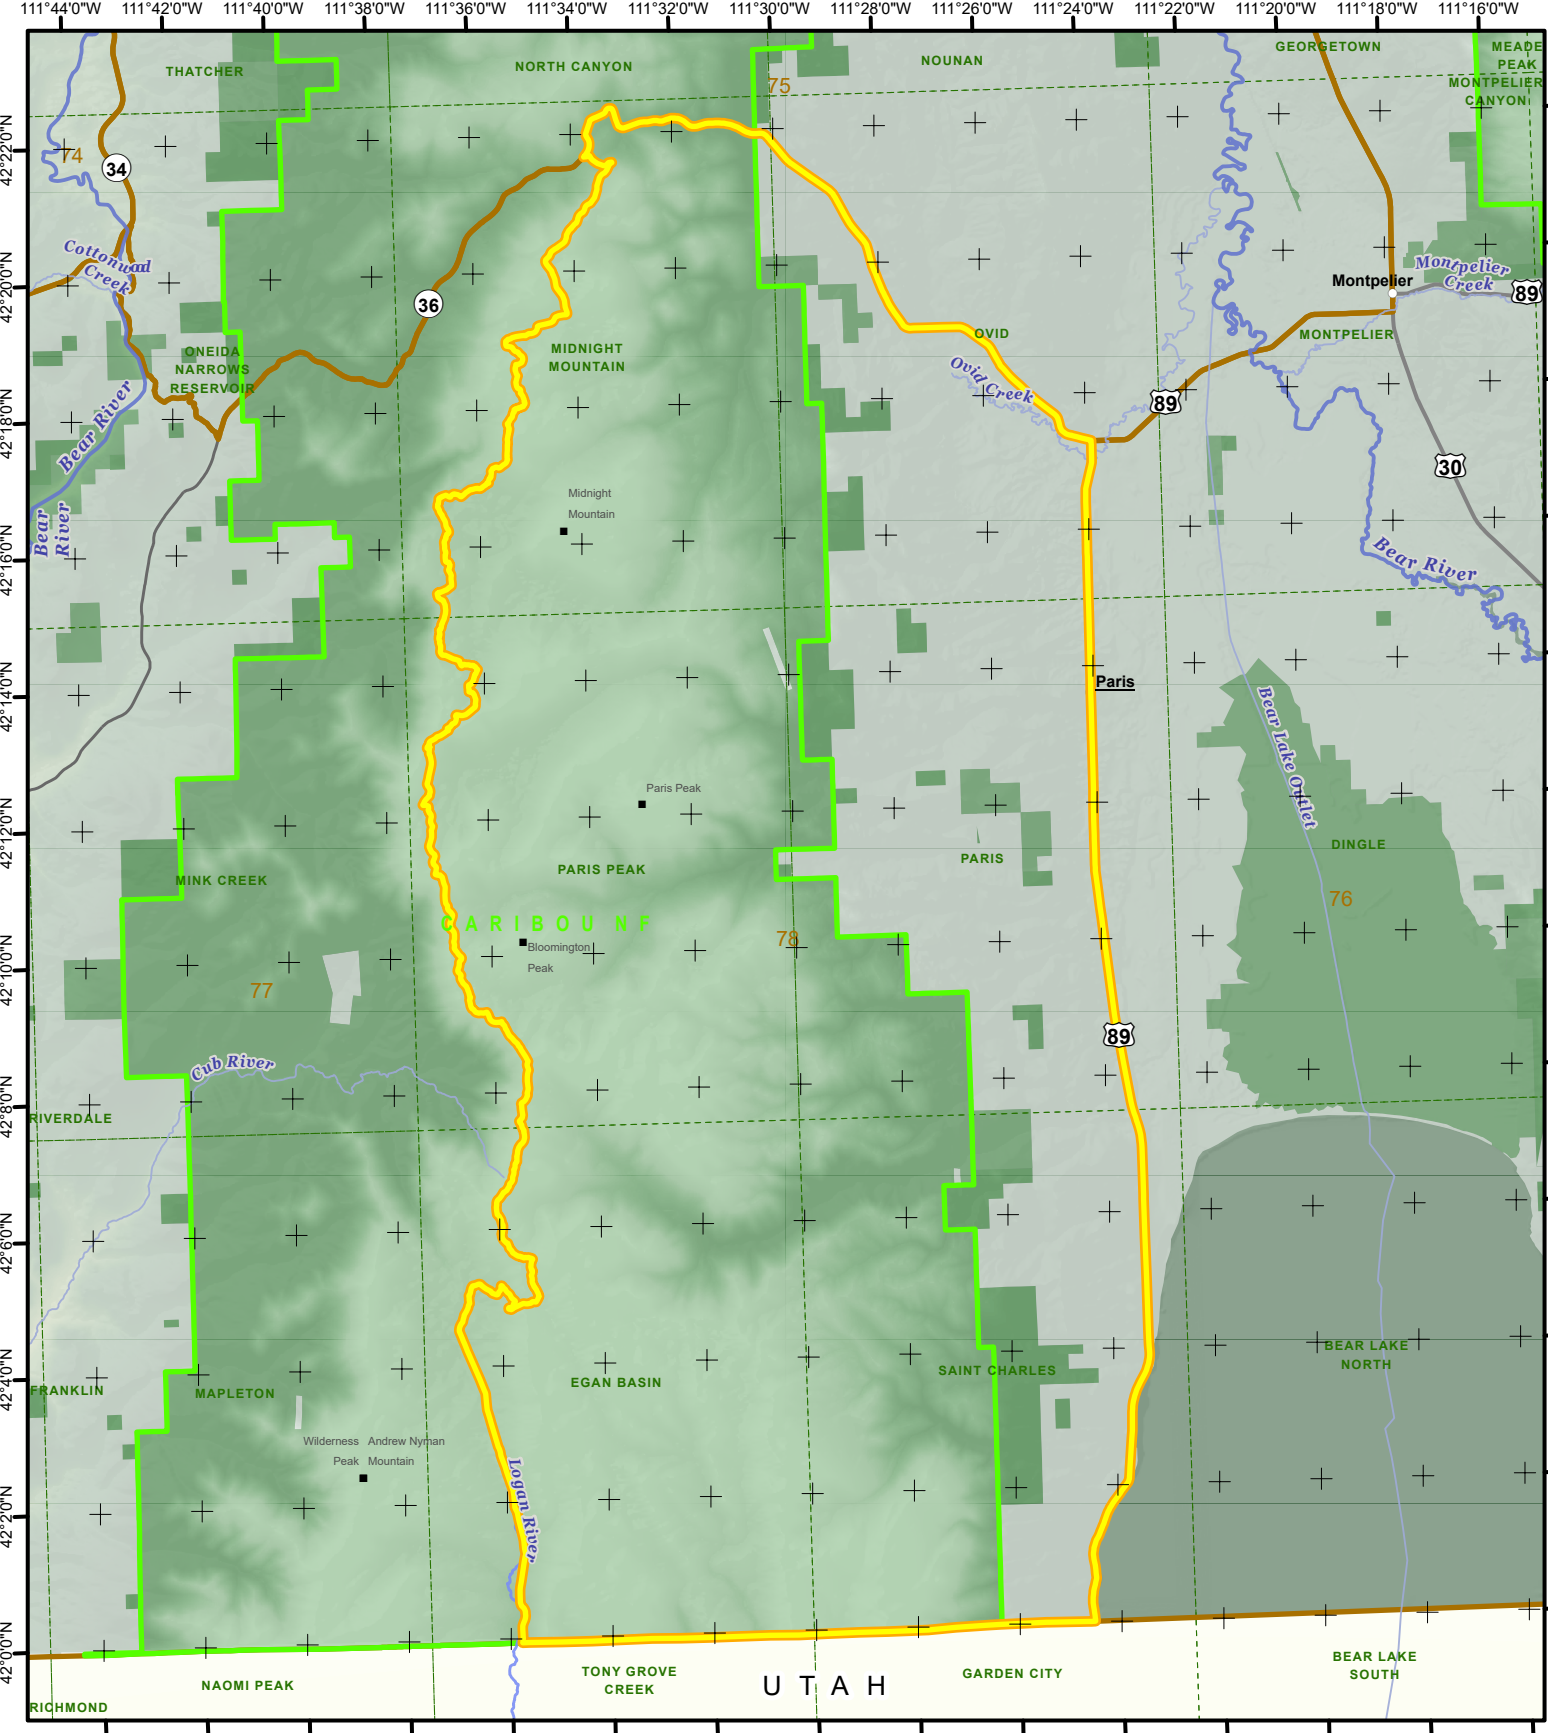 111°44'0"W 111°42'0"W 111°40'0"W 111°38'0"W 111°36'0"W 111°34'0"W 111°32'0"W 111°30'0"W 111°28'0"W 111°26'0"W 111°24'0"W 111°22'0"W 111°20'0"W 111°18'0"W 111°16'0"W
THATCHER
NORTH CANYON
NOUNAN
GEORGETOWN
MEADE
PEAK
MONTPELIER
CANYON
75
42°22'0"N
74
34
Cottonwood
Creek
42°20'0"N
36
Montpelier
Montpelier
Creek
89
ONEIDA
NARROWS
RESERVOIR
MIDNIGHT
MOUNTAIN
OVID
MONTPELIER
Ovid Creek
89
42°18'0"N
Bear River
30
Midnight
Mountain
Bear
River
Bear River
42°16'0"N
42°14'0"N
Paris
Bear Lake Outlet
Paris Peak
42°12'0"N
MINK CREEK
PARIS PEAK
PARIS
DINGLE
76
CARIBOU NF
78
Bloomington
Peak
42°10'0"N
77
89
Cub River
42°8'0"N
RIVERDALE
42°6'0"N
42°4'0"N
BEAR LAKE
NORTH
FRANKLIN
MAPLETON
EGAN BASIN
SAINT CHARLES
Wilderness
Peak
Andrew Nyman
Mountain
Logan River
42°2'0"N
42°0'0"N
NAOMI PEAK
TONY GROVE
CREEK
UTAH
GARDEN CITY
BEAR LAKE
SOUTH
RICHMOND